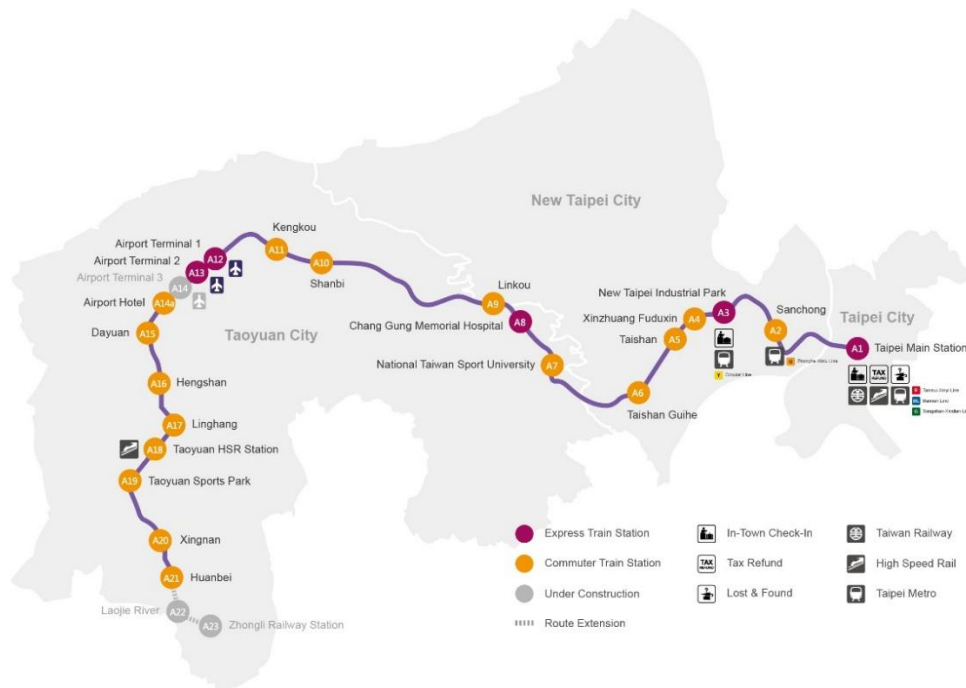 New Taipei City
Kengkou
A11
Airport Terminal 1
A12
Airport Terminal 2
A13
Airport Terminal 3
A14
A10
Shanbi
Airport Hotel
A14a
Linkou
A9
New Taipei Industrial Park
A3
Sanchong
A2
Taipei City
Dayuan
A15
Taoyuan City
Chang Gung Memorial Hospital
A8
Xinzhuang Fuduxin
A4
Taishan
A5
A1
Taipei Main Station
National Taiwan Sport University
A7
Y Circular Line
TAX
REFUND
Hengshan
A16
A6
Taishan Guihe
Linghang
A17
Taoyuan HSR Station
A18
A19
Taoyuan Sports Park
Xingnan
A20
Huanbei
A21
Laojie River
A22
A23
Zhongli Railway Station
Express Train Station
In-Town Check-In
Taiwan Railway
Commuter Train Station
TAX
REFUND
Tax Refund
High Speed Rail
Under Construction
Lost & Found
Taipei Metro
Route Extension